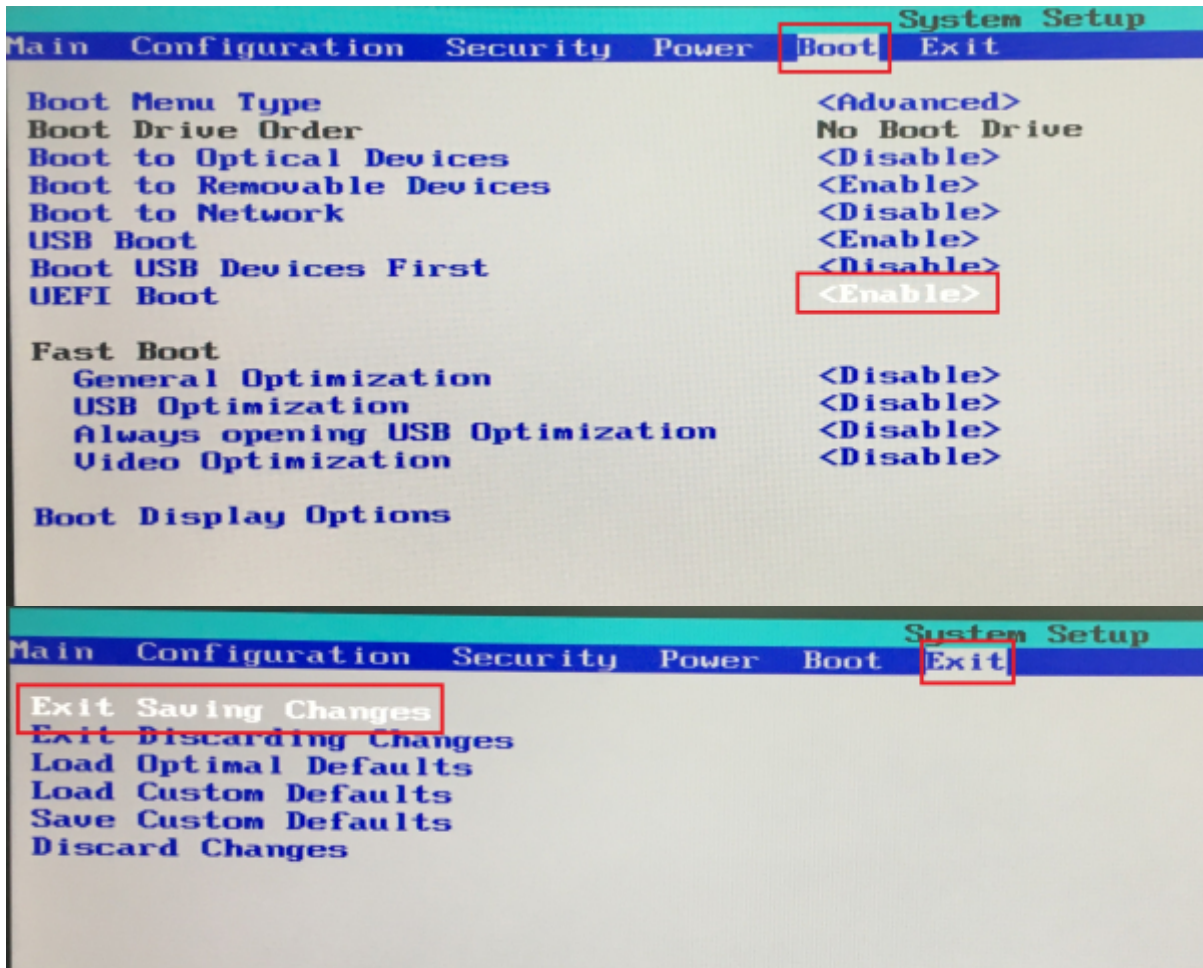 System Setup
Main Configuration Security Power Boot Exit
Boot Menu Type <Advanced>
Boot Drive Order No Boot Drive
Boot to Optical Devices <Disable>
Boot to Removable Devices <Enable>
Boot to Network <Disable>
USB Boot <Enable>
Boot USB Devices First <Disable>
UEFI Boot <Enable>
Fast Boot
General Optimization <Disable>
USB Optimization <Disable>
Always opening USB Optimization <Disable>
Video Optimization <Disable>
Boot Display Options
System Setup
Main Configuration Security Power Boot Exit
Exit Saving Changes
Exit Discarding Changes
Load Optimal Defaults
Load Custom Defaults
Save Custom Defaults
Discard Changes